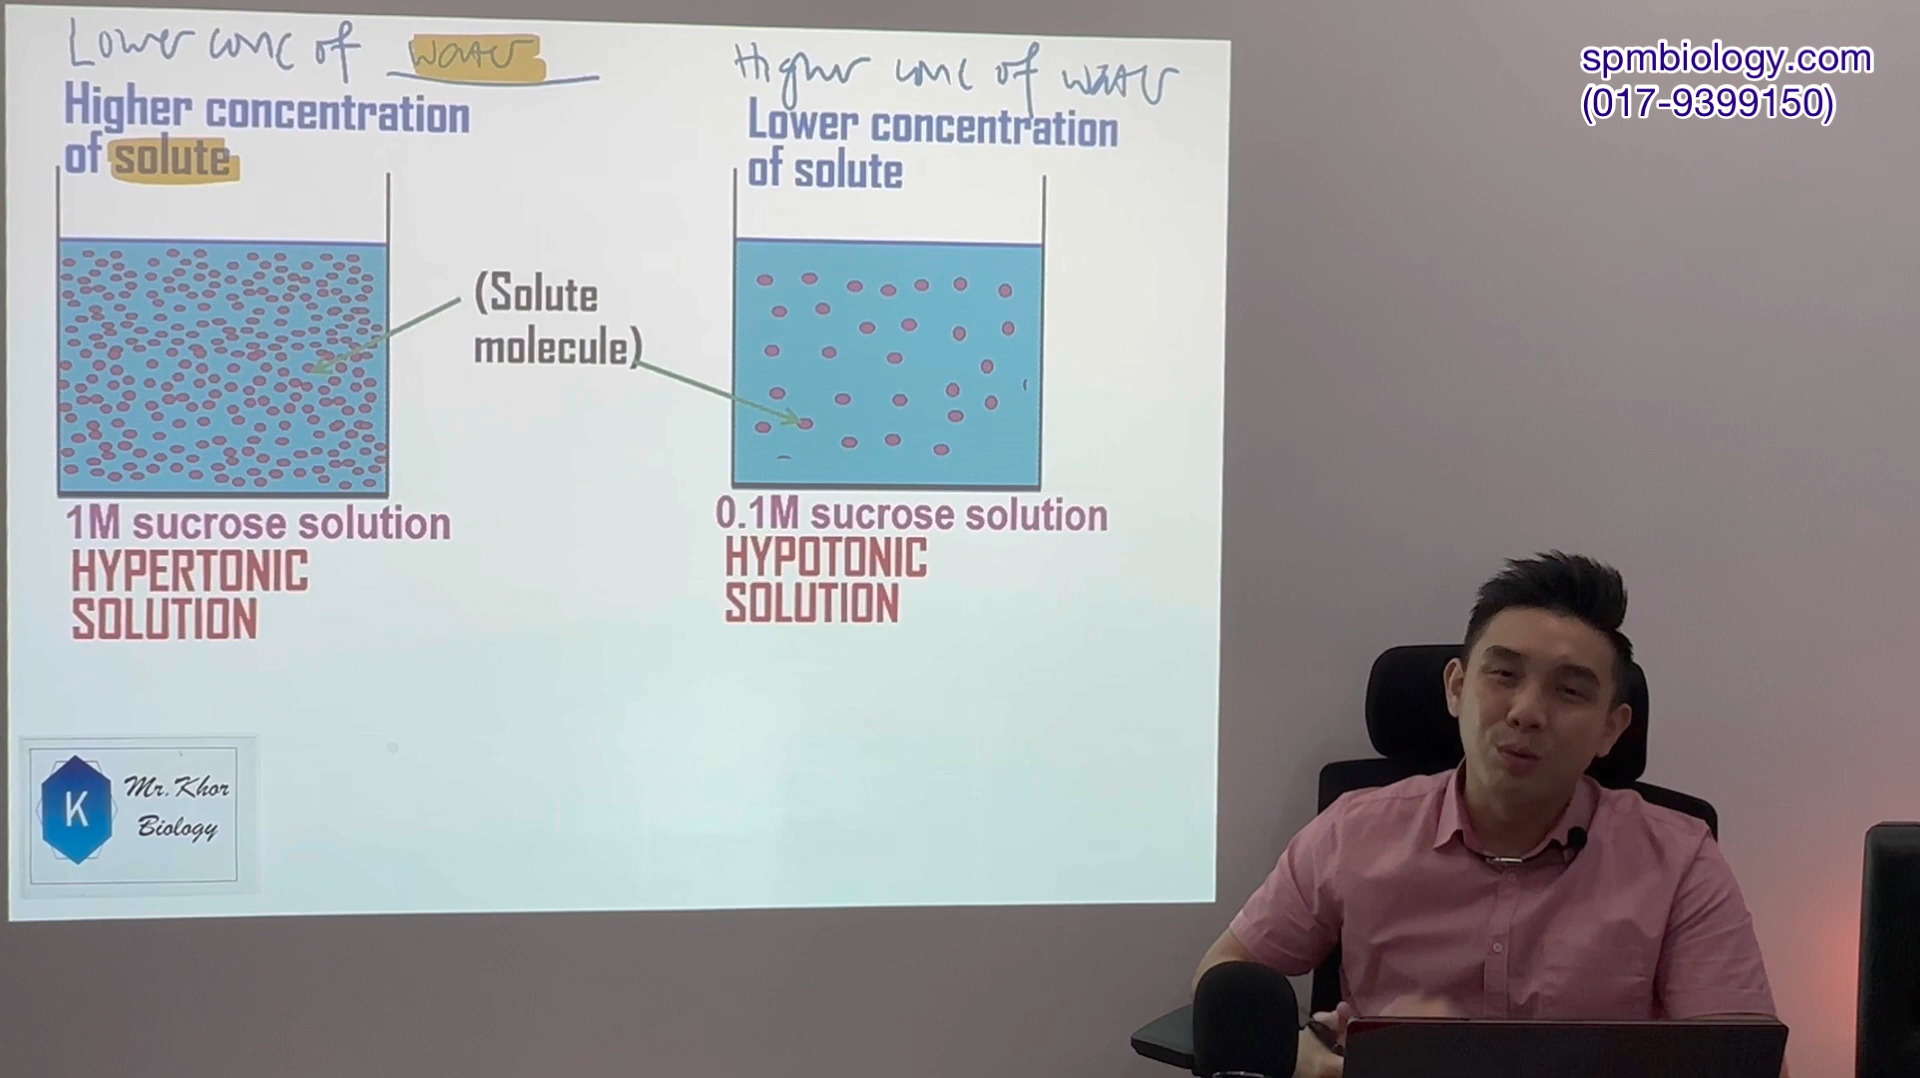 Lower conc of water
Higher concentration
of solute
Higher conc of water
Lower concentration
of solute
(Solute
molecule)
1M sucrose solution
HYPERTONIC
SOLUTION
0.1M sucrose solution
HYPOTONIC
SOLUTION
K
Mr. Khor
Biology
spmbiology.com
(017-9399150)